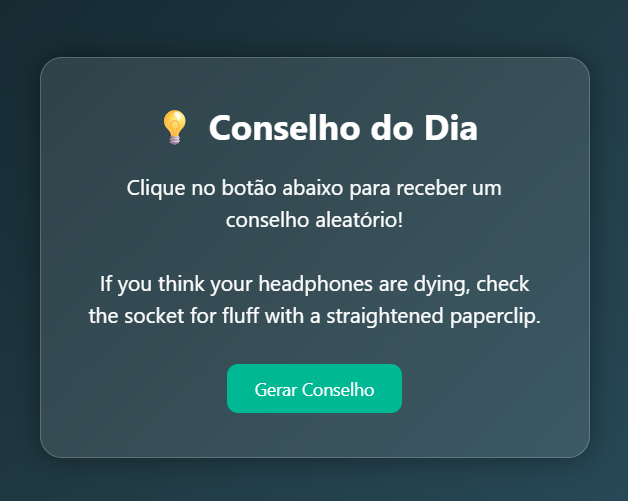 Conselho do Dia
Clique no botão abaixo para receber um
conselho aleatório!
If you think your headphones are dying, check
the socket for fluff with a straightened paperclip.
Gerar Conselho